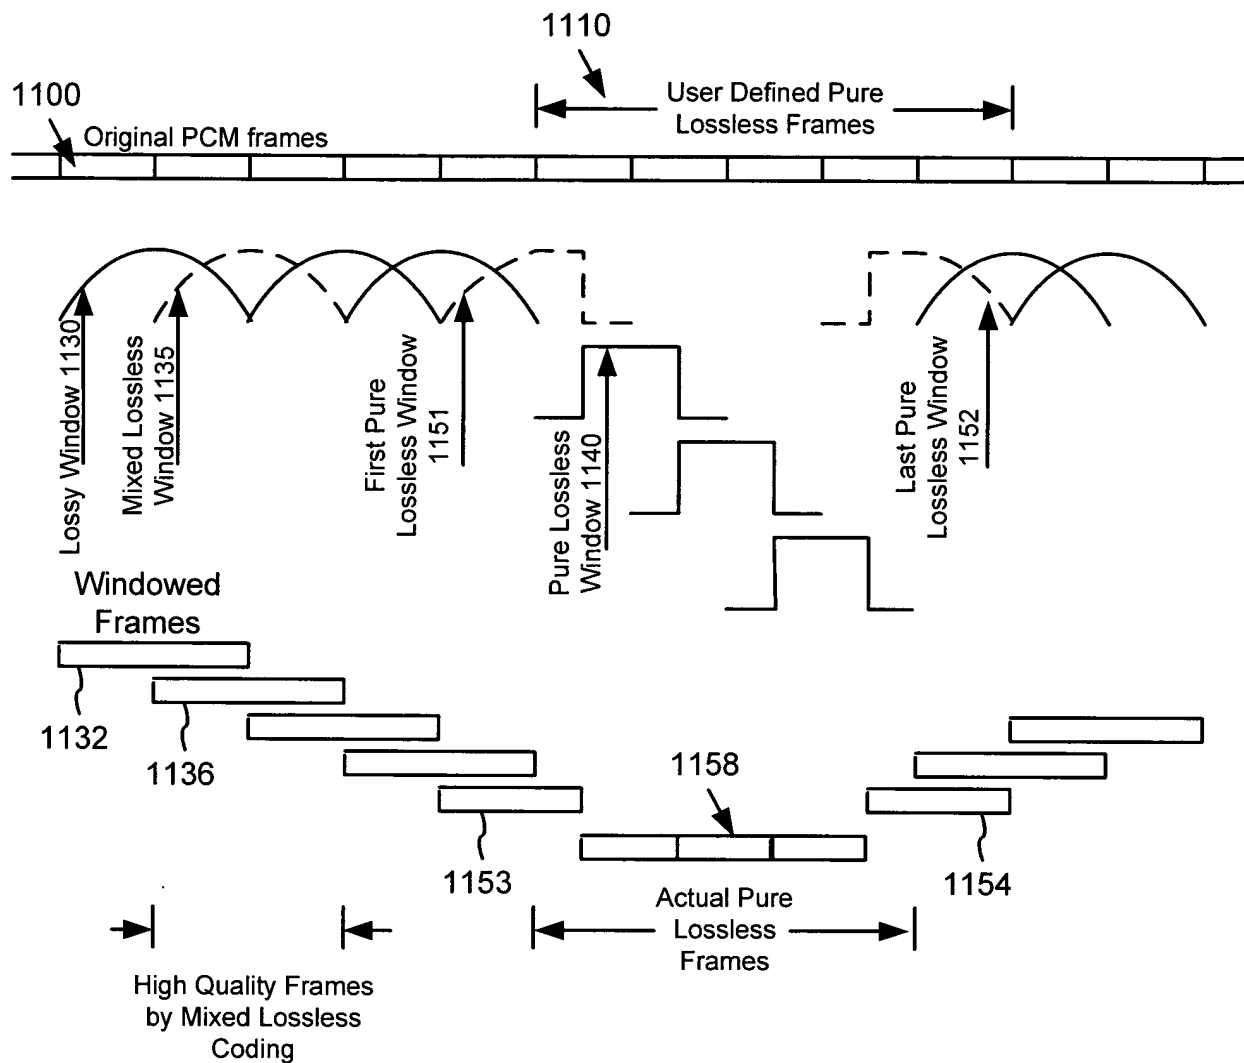 1110
1100
User Defined Pure
Lossless Frames
Original PCM frames
Lossy Window 1130
Mixed Lossless
Window 1135
First Pure
Lossless Window
1151
Pure Lossless
Window 1140
Last Pure
Lossless Window
1152
Windowed
Frames
1132
1136
1158
1153
1154
Actual Pure
Lossless
Frames
High Quality Frames
by Mixed Lossless
Coding